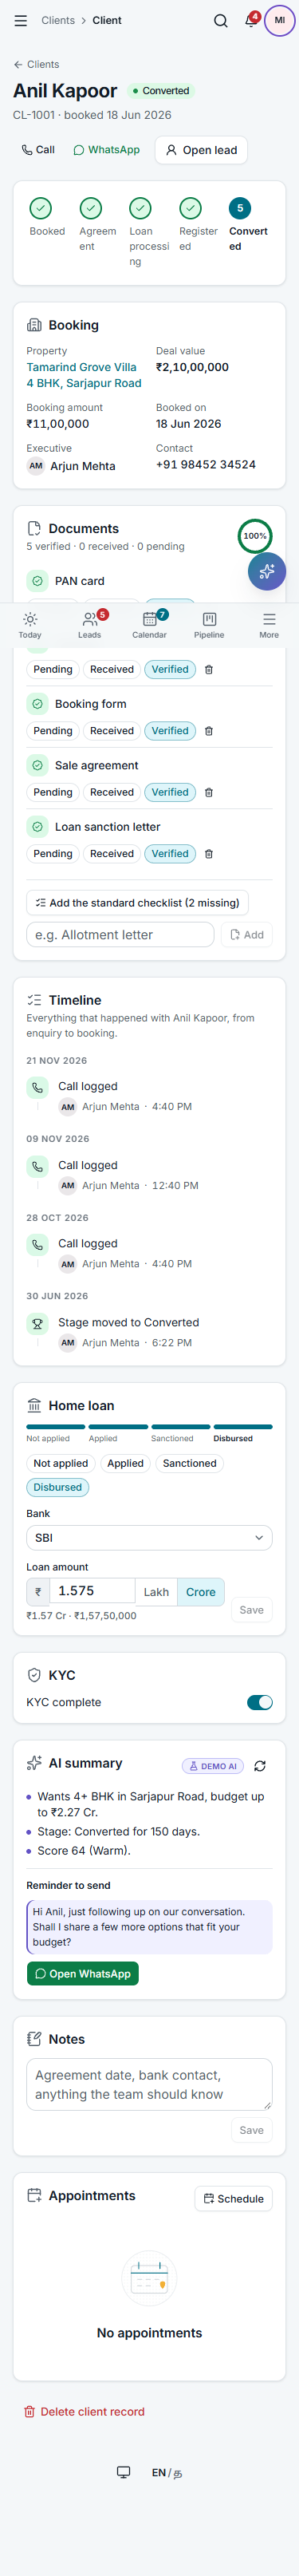 Clients > Client
4
MI
← Clients
Anil Kapoor
Converted
CL-1001 · booked 18 Jun 2026
Call
WhatsApp
Open lead
5
Booked
Agreem
ent
Loan
processi
ng
Register
ed
Convert
ed
Booking
Property
Deal value
Tamarind Grove Villa
4 BHK, Sarjapur Road
₹2,10,00,000
Booking amount
Booked on
₹11,00,000
18 Jun 2026
Executive
Contact
AM Arjun Mehta
+91 98452 34524
Documents
5 verified · 0 received · 0 pending
100%
PAN card
Today
Leads 5
Calendar 7
Pipeline
More
Pending Received Verified
Booking form
Pending Received Verified
Sale agreement
Pending Received Verified
Loan sanction letter
Pending Received Verified
Add the standard checklist (2 missing)
e.g. Allotment letter
Add
Timeline
Everything that happened with Anil Kapoor, from
enquiry to booking.
21 NOV 2026
Call logged
AM Arjun Mehta · 4:40 PM
09 NOV 2026
Call logged
AM Arjun Mehta · 12:40 PM
28 OCT 2026
Call logged
AM Arjun Mehta · 4:40 PM
30 JUN 2026
Stage moved to Converted
AM Arjun Mehta · 6:22 PM
Home loan
Not applied Applied Sanctioned Disbursed
Not applied Applied Sanctioned
Disbursed
Bank
SBI
Loan amount
₹ 1.575 Lakh Crore
₹1.57 Cr · ₹1,57,50,000
Save
KYC
KYC complete
AI summary
DEMO AI
Wants 4+ BHK in Sarjapur Road, budget up
to ₹2.27 Cr.
Stage: Converted for 150 days.
Score 64 (Warm).
Reminder to send
Hi Anil, just following up on our conversation.
Shall I share a few more options that fit your
budget?
Open WhatsApp
Notes
Agreement date, bank contact,
anything the team should know
Save
Appointments
Schedule
No appointments
Delete client record
EN / த